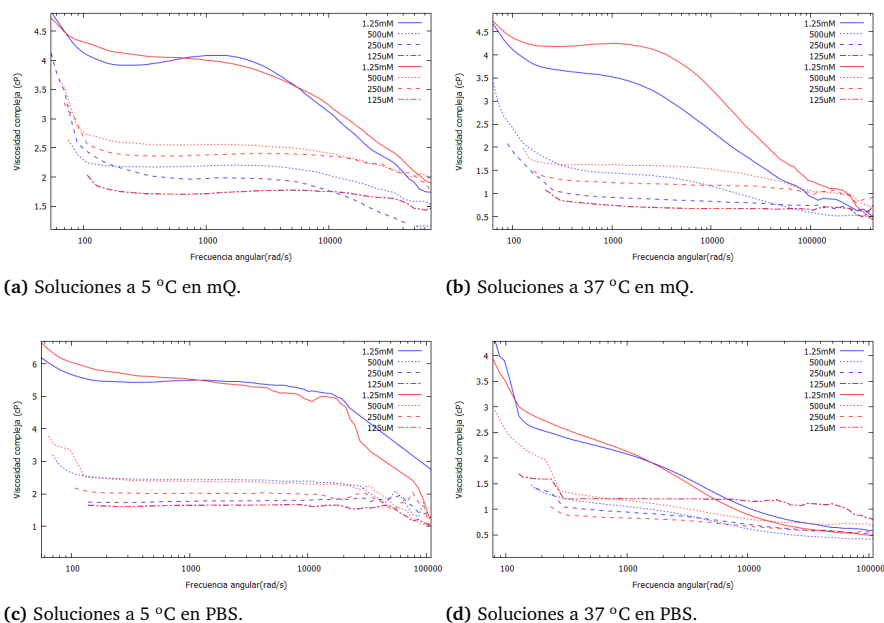 4.5
4
3.5
3
2.5
2
1.5
Viscosidad compleja (cP)
100
1000
10000
Frecuencia angular(rad/s)
1.25mM
500uM
250uM
125uM
1.25mM
500uM
250uM
125uM
(a) Soluciones a 5 ºC en mQ.
4.5
4
3.5
3
2.5
2
1.5
1
0.5
Viscosidad compleja (cP)
100
1000
10000
100000
Frecuencia angular(rad/s)
1.25mM
500uM
250uM
125uM
1.25mM
500uM
250uM
125uM
(b) Soluciones a 37 ºC en mQ.
6
5
4
3
2
1
Viscosidad compleja (cP)
100
1000
10000
100000
Frecuencia angular(rad/s)
1.25mM
500uM
250uM
125uM
1.25mM
500uM
250uM
125uM
(c) Soluciones a 5 ºC en PBS.
4
3.5
3
2.5
2
1.5
1
0.5
Viscosidad compleja (cP)
100
1000
10000
100000
Frecuencia angular(rad/s)
1.25mM
500uM
250uM
125uM
1.25mM
500uM
250uM
125uM
(d) Soluciones a 37 ºC en PBS.